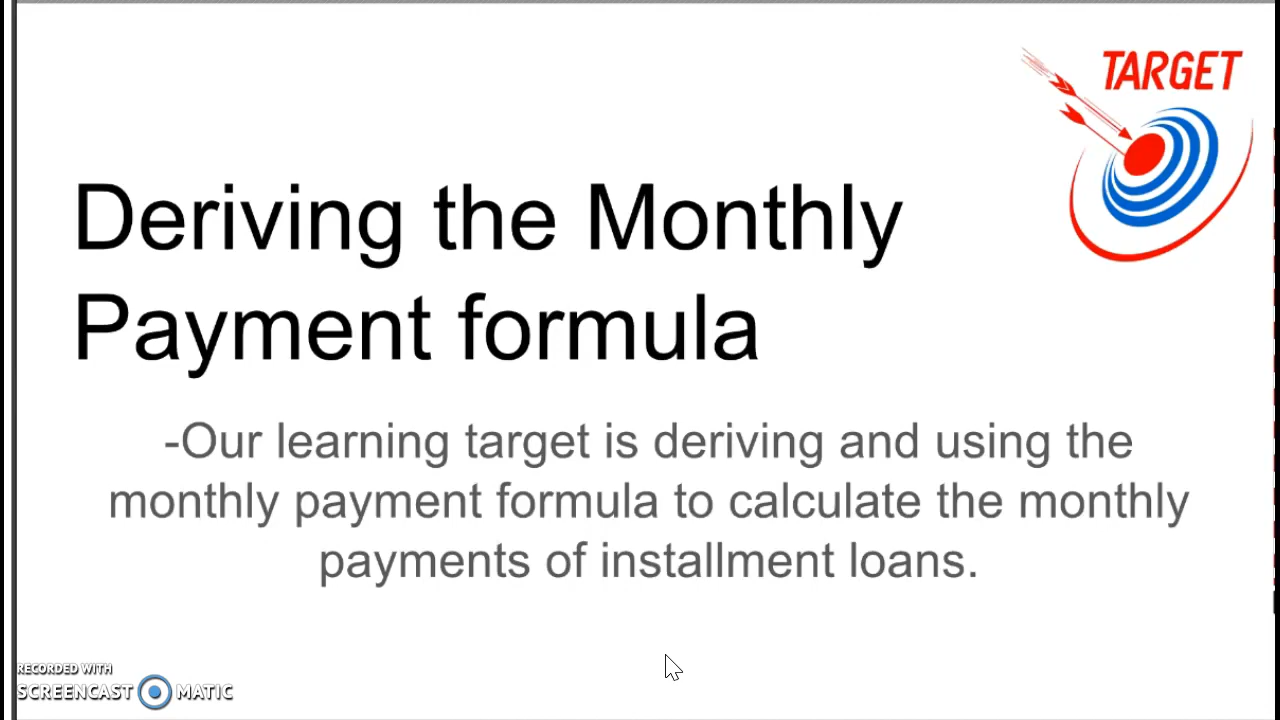 TARGET
Deriving the Monthly
Payment formula
-Our learning target is deriving and using the
monthly payment formula to calculate the monthly
payments of installment loans.
RECORDED WITH
SCREENCAST MATIC